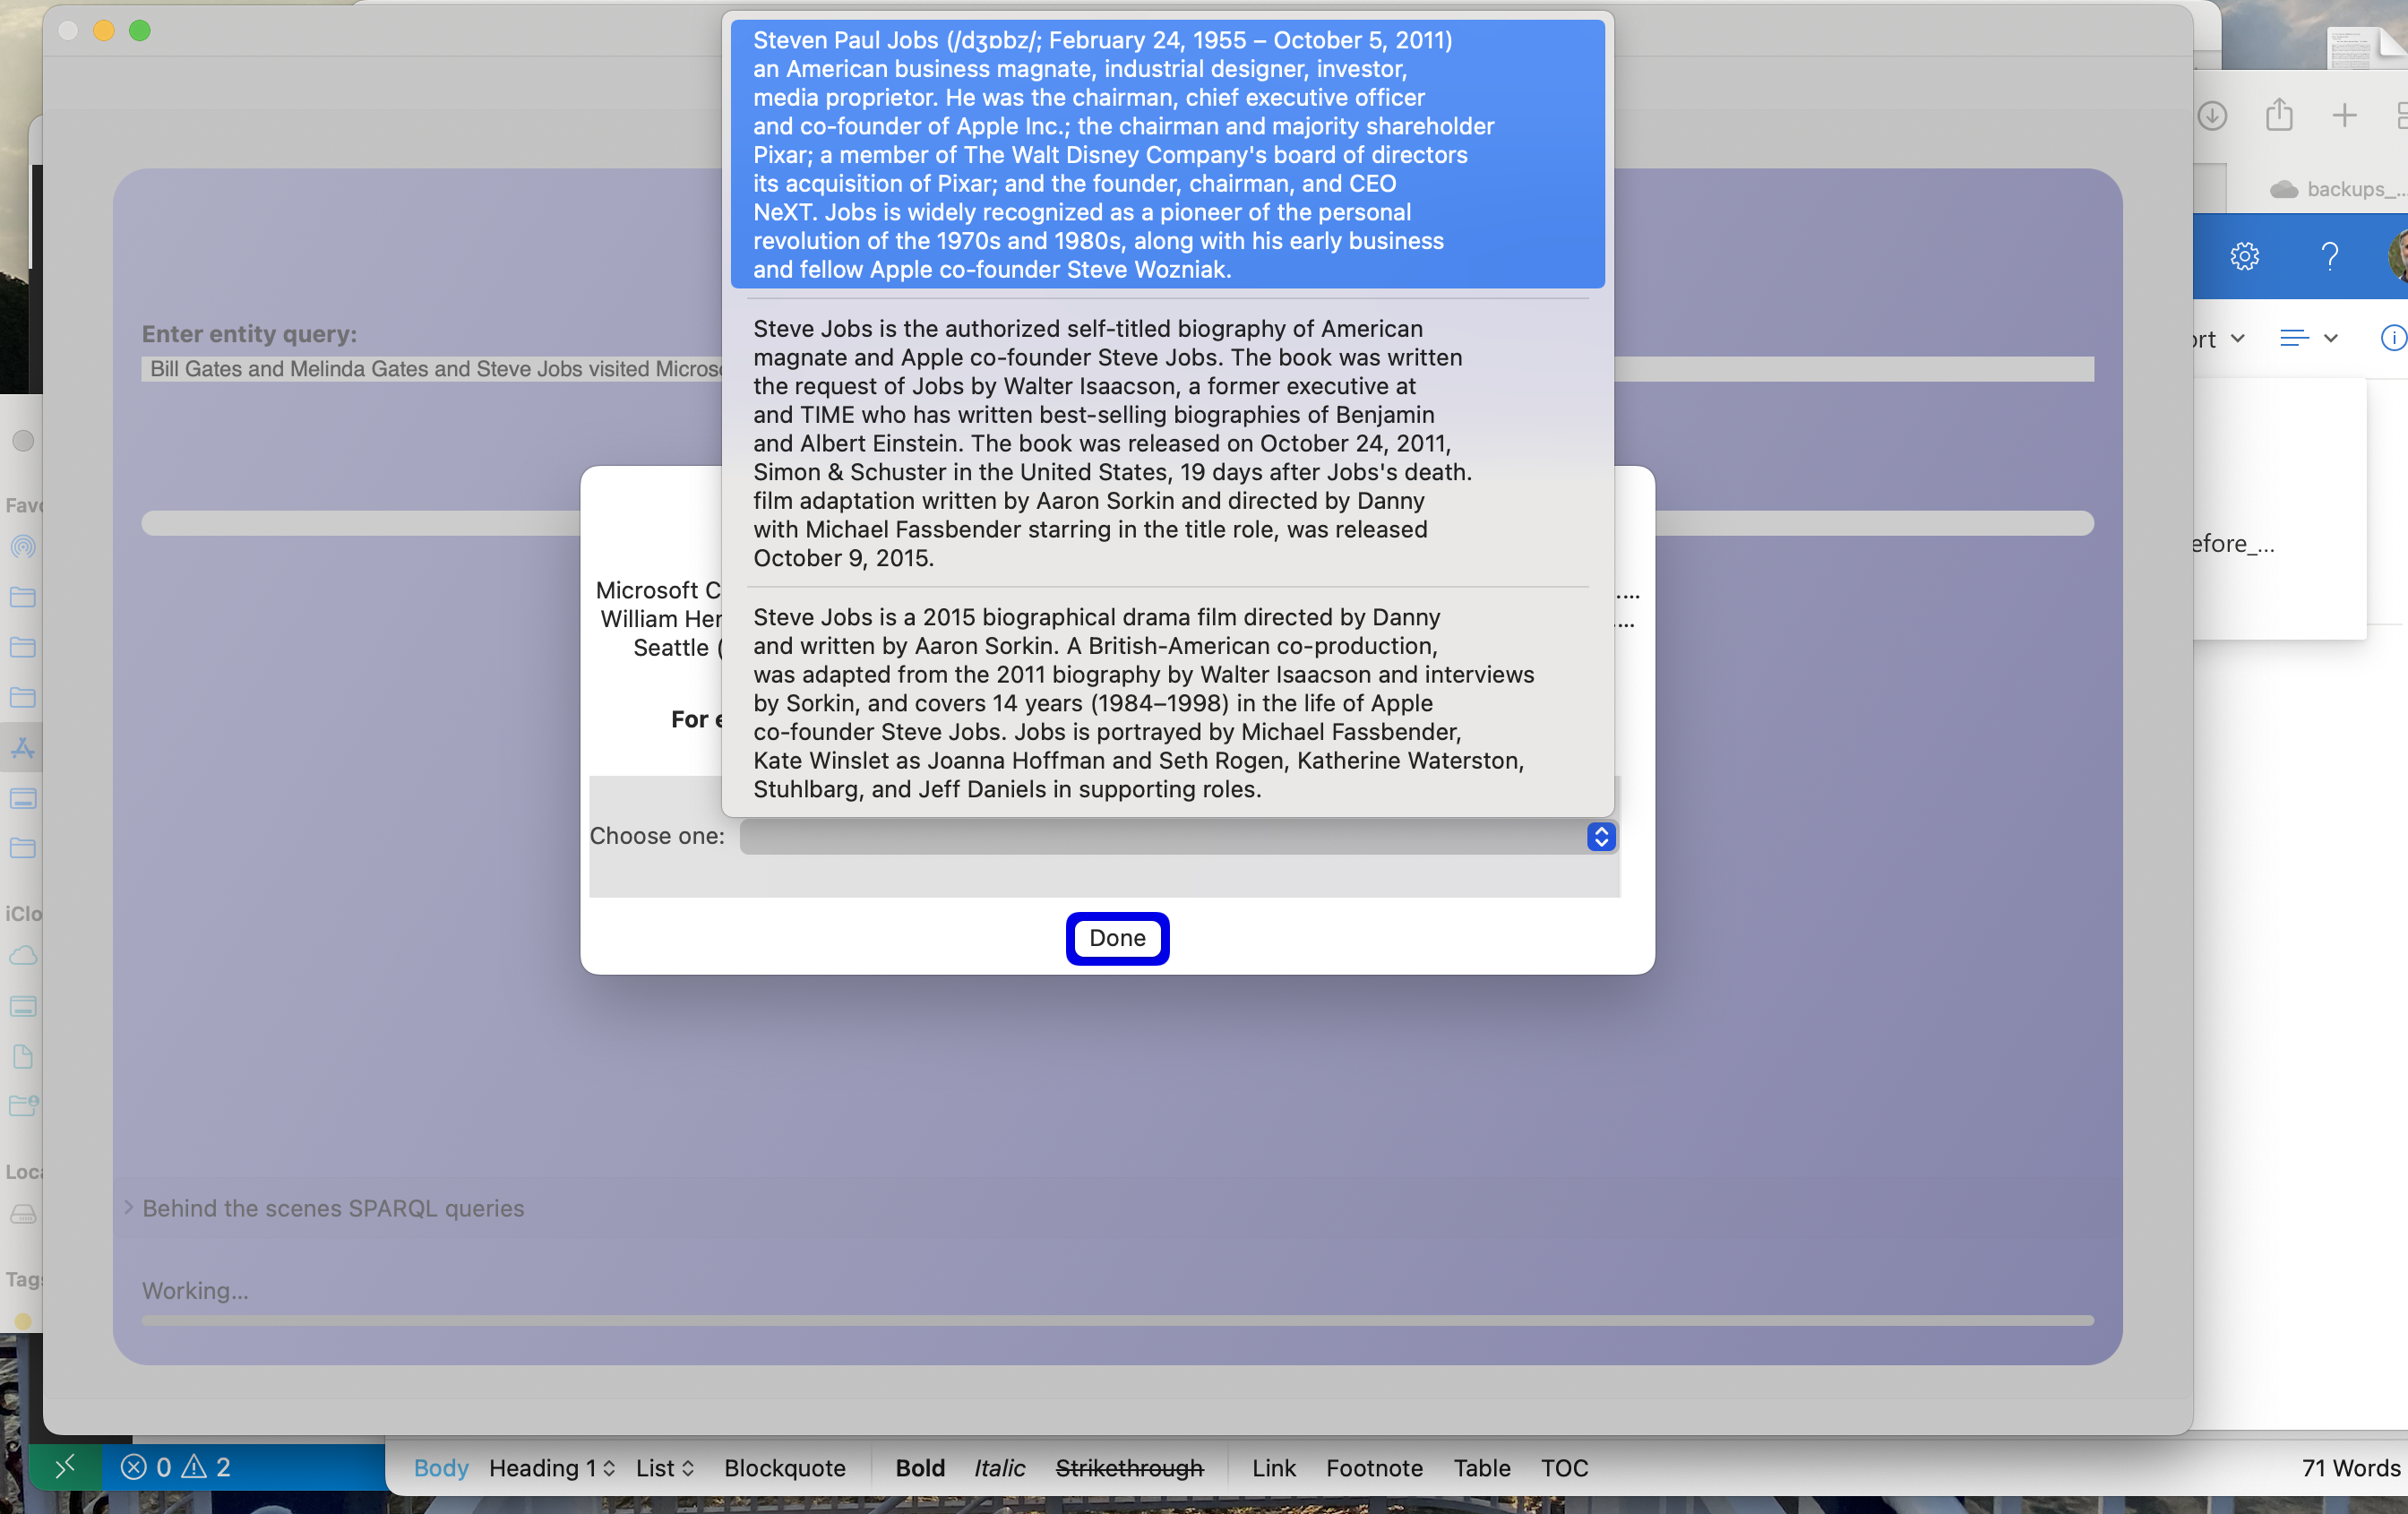 Steven Paul Jobs (/dʒɒbz/; February 24, 1955 – October 5, 2011)
an American business magnate, industrial designer, investor,
media proprietor. He was the chairman, chief executive officer
and co-founder of Apple Inc.; the chairman and majority shareholder
Pixar; a member of The Walt Disney Company's board of directors
its acquisition of Pixar; and the founder, chairman, and CEO
NeXT. Jobs is widely recognized as a pioneer of the personal
revolution of the 1970s and 1980s, along with his early business
and fellow Apple co-founder Steve Wozniak.
Steve Jobs is the authorized self-titled biography of American
magnate and Apple co-founder Steve Jobs. The book was written
the request of Jobs by Walter Isaacson, a former executive at
and TIME who has written best-selling biographies of Benjamin
and Albert Einstein. The book was released on October 24, 2011,
Simon & Schuster in the United States, 19 days after Jobs's death.
film adaptation written by Aaron Sorkin and directed by Danny
with Michael Fassbender starring in the title role, was released
October 9, 2015.
Steve Jobs is a 2015 biographical drama film directed by Danny
and written by Aaron Sorkin. A British-American co-production,
was adapted from the 2011 biography by Walter Isaacson and interviews
by Sorkin, and covers 14 years (1984–1998) in the life of Apple
co-founder Steve Jobs. Jobs is portrayed by Michael Fassbender,
Kate Winslet as Joanna Hoffman and Seth Rogen, Katherine Waterston,
Stuhlbarg, and Jeff Daniels in supporting roles.
Enter entity query:
Bill Gates and Melinda Gates and Steve Jobs visited Microso
Microsoft C
William Her
Seattle (
For e
Choose one:
Done
Behind the scenes SPARQL queries
Working...
Favo
iClo
Loca
Tags
backups_...
ort
efore_...
0 2
Body Heading 1 List Blockquote Bold Italic Strikethrough Link Footnote Table TOC
71 Words